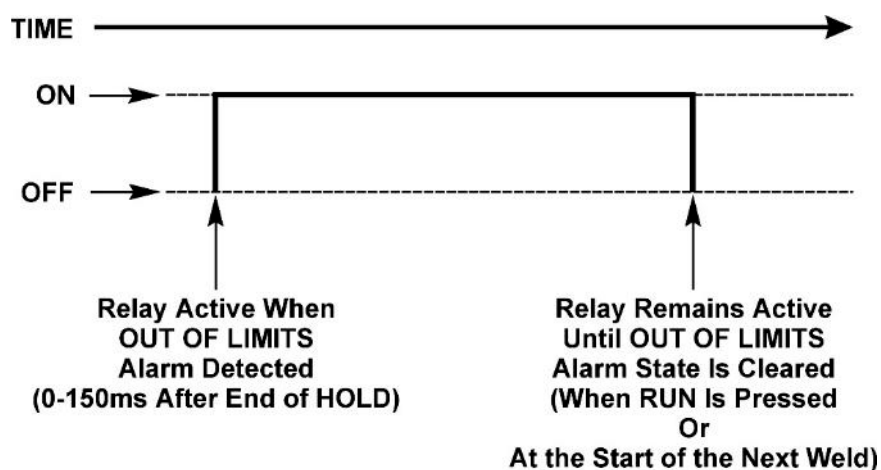 TIME
ON
OFF
Relay Active When
OUT OF LIMITS
Alarm Detected
(0-150ms After End of HOLD)
Relay Remains Active
Until OUT OF LIMITS
Alarm State Is Cleared
(When RUN Is Pressed
Or
At the Start of the Next Weld)